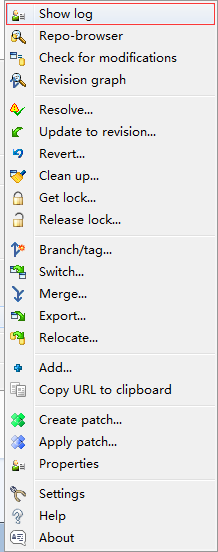 Show log
Repo-browser
Check for modifications
Revision graph
Resolve...
Update to revision...
Revert...
Clean up...
Get lock...
Release lock...
Branch/tag...
Switch...
Merge...
Export...
Relocate...
Add...
Copy URL to clipboard
Create patch...
Apply patch...
Properties
Settings
Help
About